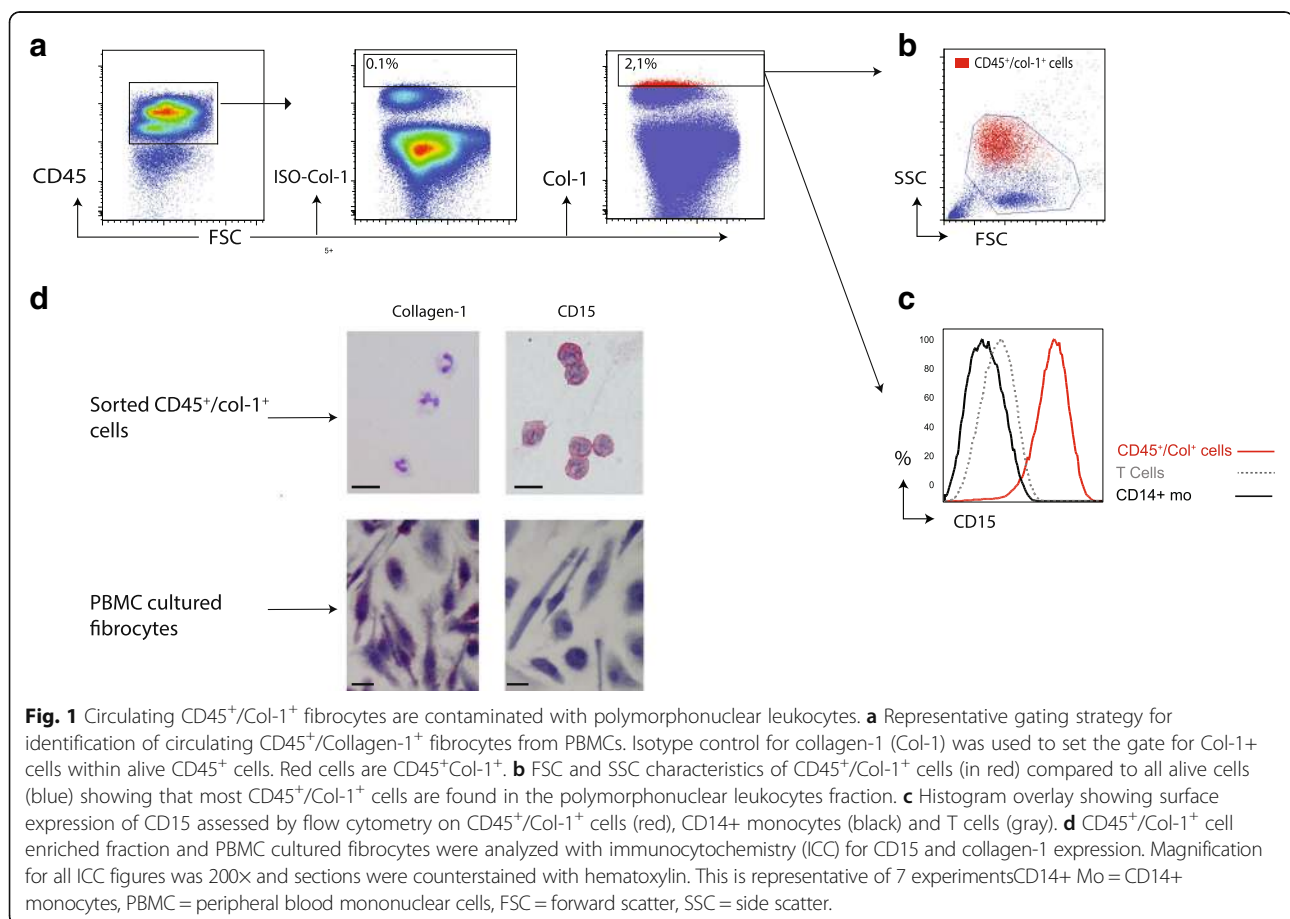 a
0.1%
2,1%
b
CD45+/col-1+ cells
CD45
ISO-Col-1
Col-1
SSC
FSC
5+
FSC
d
Collagen-1
CD15
c
100
80
60
40
20
0
%
CD15
CD45+/Col+ cells
T Cells
CD14+ mo
Sorted CD45+/col-1+
cells
PBMC cultured
fibrocytes
Fig. 1 Circulating CD45+/Col-1+ fibrocytes are contaminated with polymorphonuclear leukocytes. a Representative gating strategy for
identification of circulating CD45+/Collagen-1+ fibrocytes from PBMCs. Isotype control for collagen-1 (Col-1) was used to set the gate for Col-1+
cells within alive CD45+ cells. Red cells are CD45+Col-1+. b FSC and SSC characteristics of CD45+/Col-1+ cells (in red) compared to all alive cells
(blue) showing that most CD45+/Col-1+ cells are found in the polymorphonuclear leukocytes fraction. c Histogram overlay showing surface
expression of CD15 assessed by flow cytometry on CD45+/Col-1+ cells (red), CD14+ monocytes (black) and T cells (gray). d CD45+/Col-1+ cell
enriched fraction and PBMC cultured fibrocytes were analyzed with immunocytochemistry (ICC) for CD15 and collagen-1 expression. Magnification
for all ICC figures was 200× and sections were counterstained with hematoxylin. This is representative of 7 experimentsCD14+ Mo = CD14+
monocytes, PBMC = peripheral blood mononuclear cells, FSC = forward scatter, SSC = side scatter.